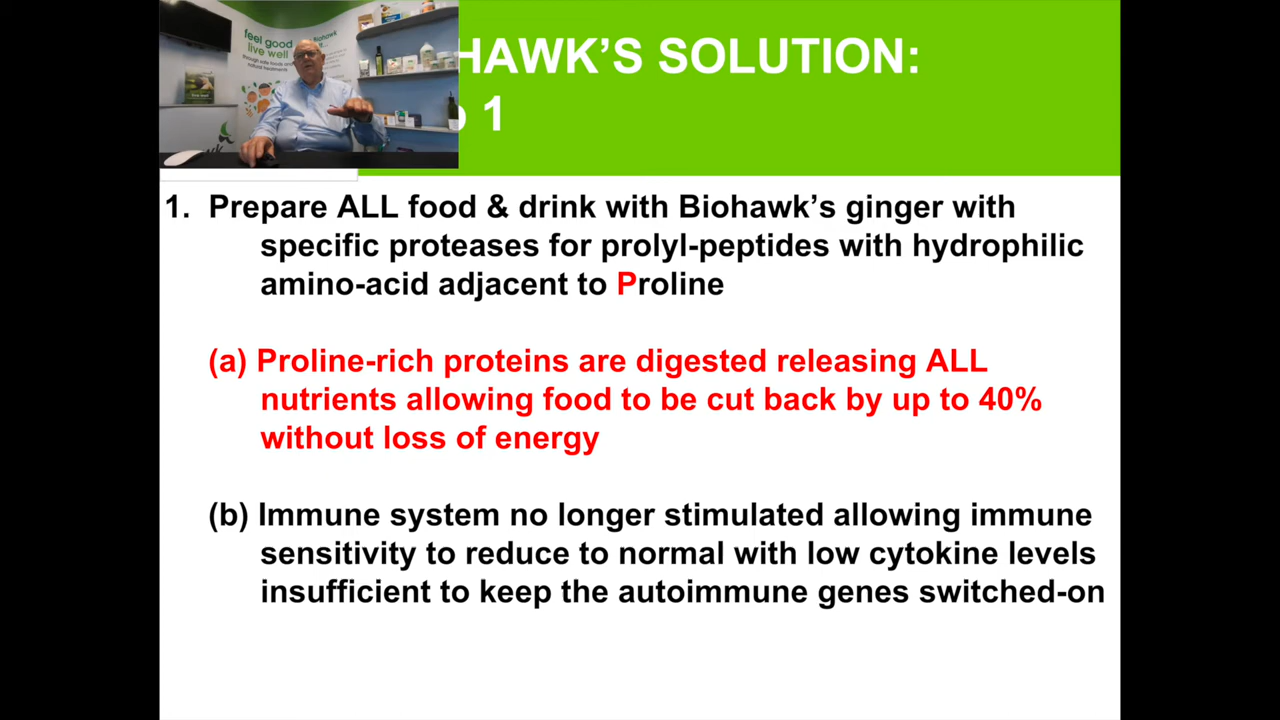 feel good
live well
HAWK’S SOLUTION:
1
1. Prepare ALL food & drink with Biohawk’s ginger with
specific proteases for prolyl-peptides with hydrophilic
amino-acid adjacent to Proline
(a) Proline-rich proteins are digested releasing ALL
nutrients allowing food to be cut back by up to 40%
without loss of energy
(b) Immune system no longer stimulated allowing immune
sensitivity to reduce to normal with low cytokine levels
insufficient to keep the autoimmune genes switched-on